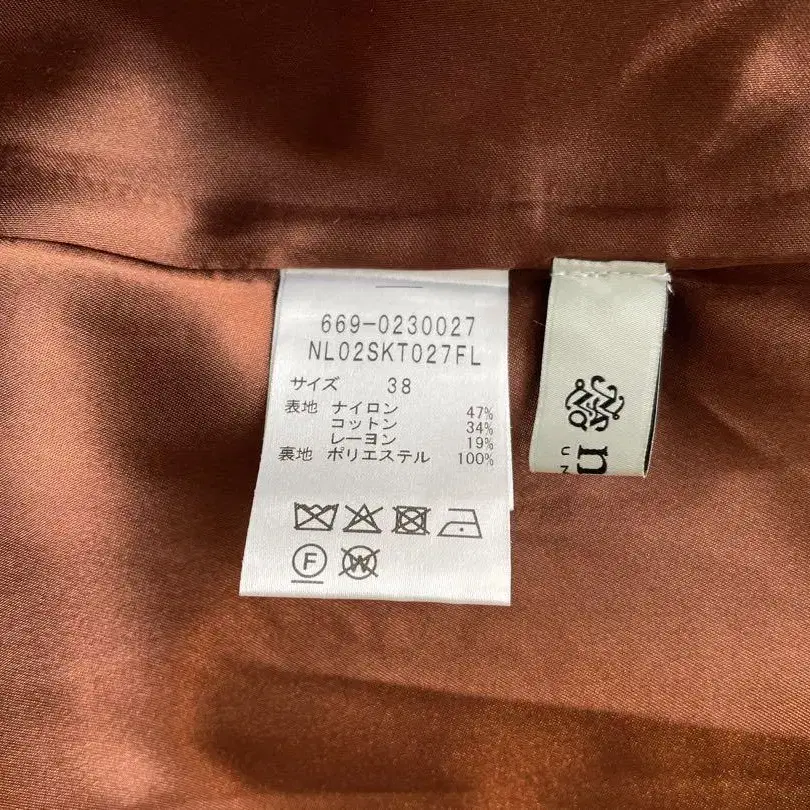 669-0230027
NL02SKT027FL
サイズ 38
表地 ナイロン 47%
コットン 34%
レーヨン 19%
裏地 ポリエステル 100%
F
W
n
UN